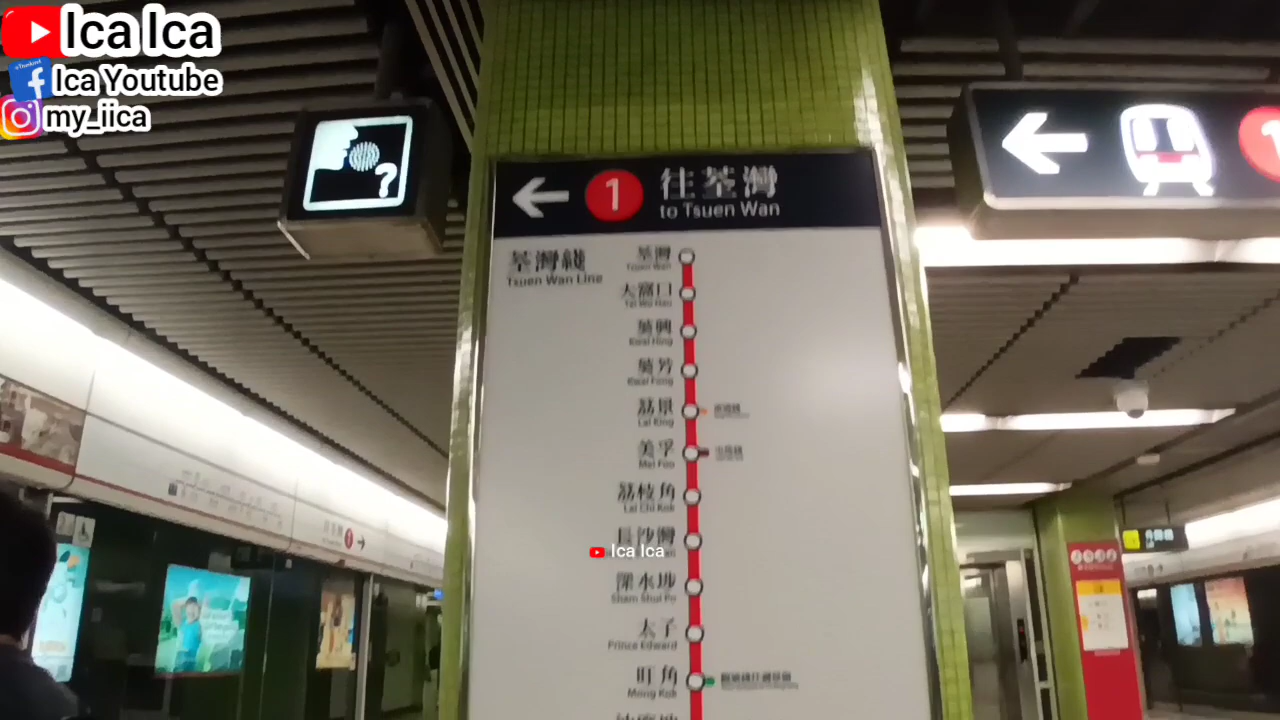 Ica Ica
Ica Youtube
my_iica
?
1
往荃灣
to Tsuen Wan
荃灣綫
Tsuen Wan Line
荃灣
Tsuen Wan
大窩口
Tai Wo Hau
葵興
Kwai Hing
葵芳
Kwai Fong
荔景
Lai King
美孚
Mei Foo
荔枝角
Lai Chi Kok
長沙灣
Ica Ica
深水埗
Sham Shui Po
太子
Prince Edward
旺角
Mong Kok
1